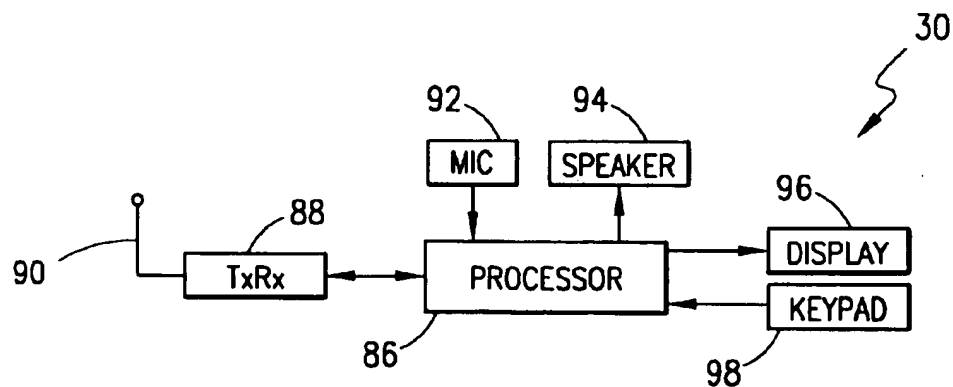 30
92
94
MIC
SPEAKER
96
88
90
TxRx
PROCESSOR
DISPLAY
KEYPAD
86
98